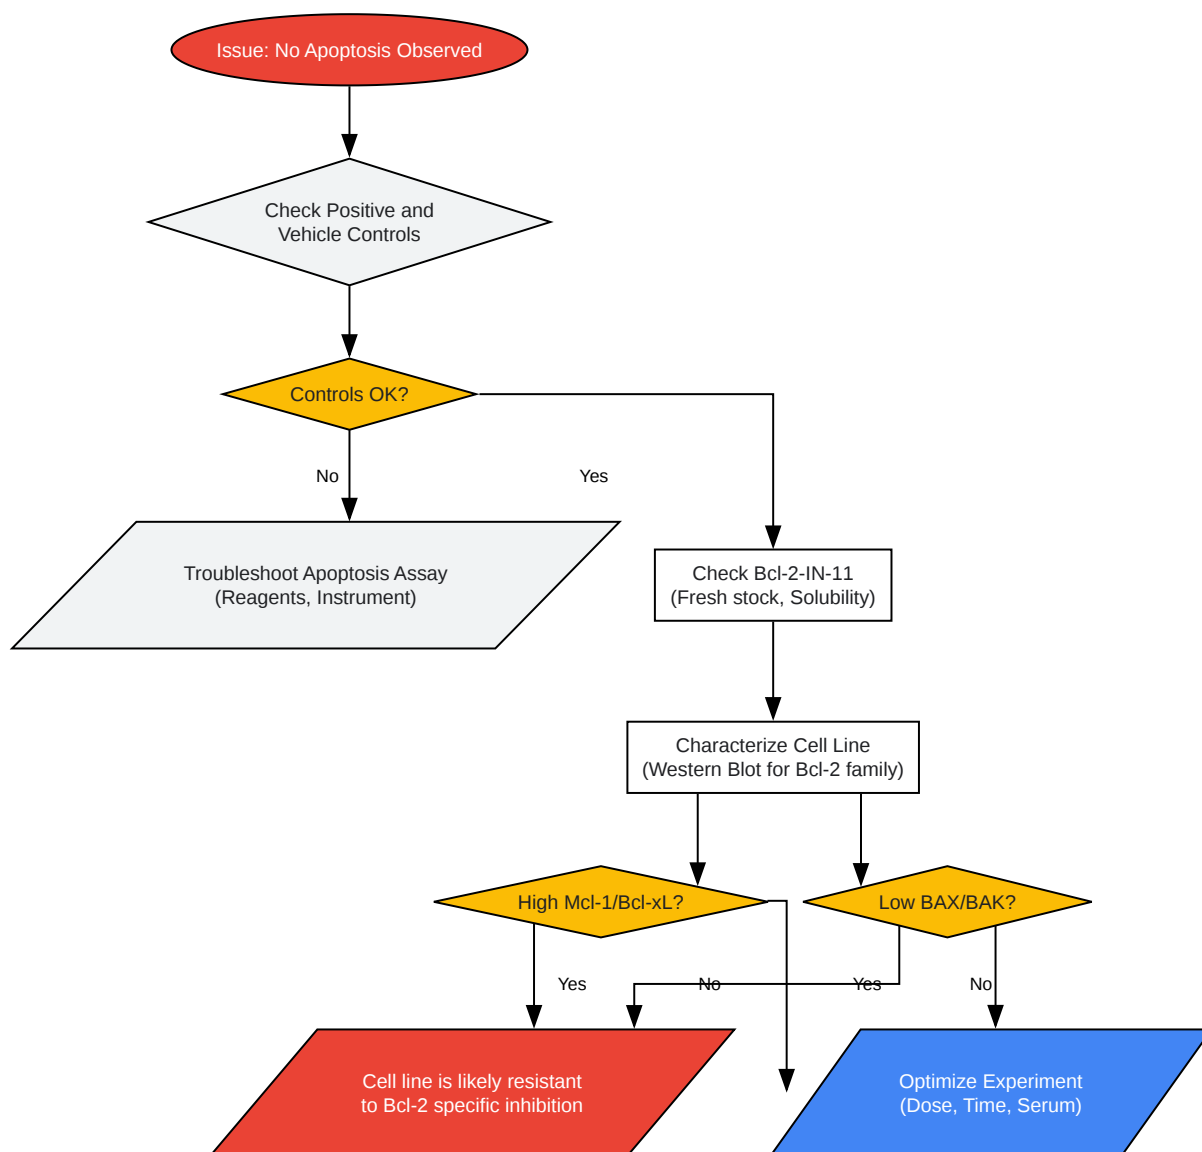 Issue: No Apoptosis Observed
Check Positive and
Vehicle Controls
Controls OK?
No
Yes
Troubleshoot Apoptosis Assay
(Reagents, Instrument)
Check Bcl-2-IN-11
(Fresh stock, Solubility)
Characterize Cell Line
(Western Blot for Bcl-2 family)
High Mcl-1/Bcl-xL?
Low BAX/BAK?
Yes
No
Yes
No
Cell line is likely resistant
to Bcl-2 specific inhibition
Optimize Experiment
(Dose, Time, Serum)